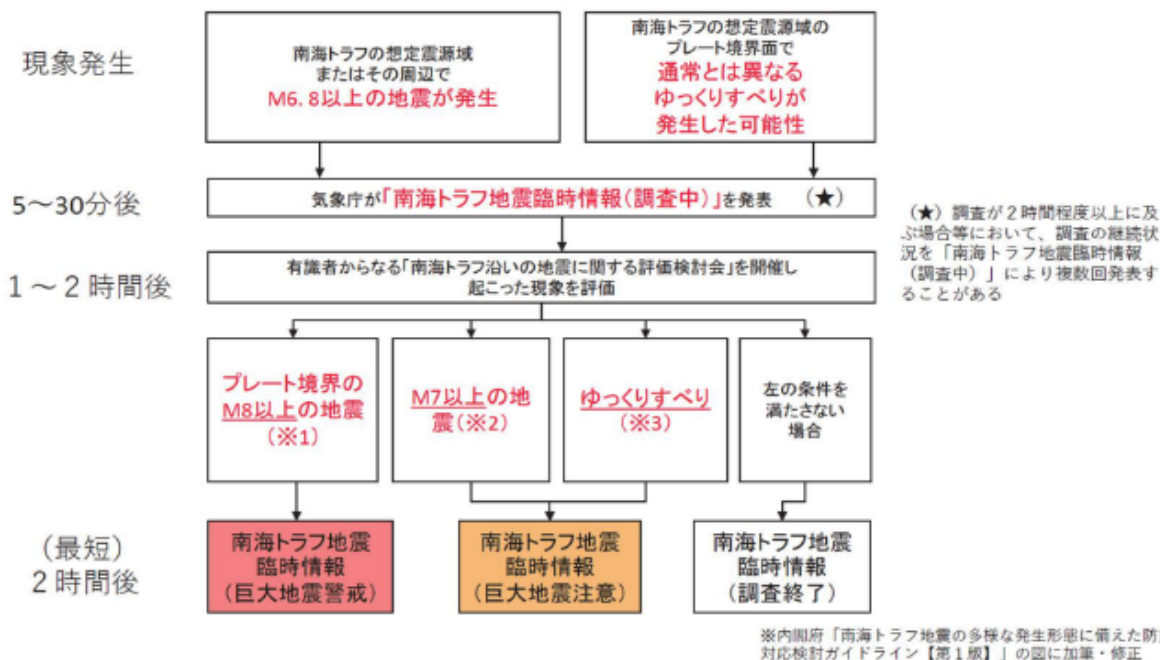 現象発生
南海トラフの想定震源域
またはその周辺で
M6.8以上の地震が発生
南海トラフの想定震源域の
プレート境界面で
通常とは異なる
ゆっくりすべりが
発生した可能性
5～30分後
気象庁が「南海トラフ地震臨時情報(調査中)」を発表 (★)
(★)調査が2時間程度以上に及
ぶ場合等において、調査の継続状
況を「南海トラフ地震臨時情報
(調査中)」により複数回発表す
ることがある
1～2時間後
有識者からなる「南海トラフ沿いの地震に関する評価検討会」を開催し
起こった現象を評価
プレート境界の
M8以上の地震
(※1)
M7以上の地
震(※2)
ゆっくりすべり
(※3)
左の条件を
満たさない
場合
(最短)
2時間後
南海トラフ地震
臨時情報
(巨大地震警戒)
南海トラフ地震
臨時情報
(巨大地震注意)
南海トラフ地震
臨時情報
(調査終了)
※内閣府「南海トラフ地震の多様な発生形態に備えた防
対応検討ガイドライン【第1版】」の図に加筆・修正